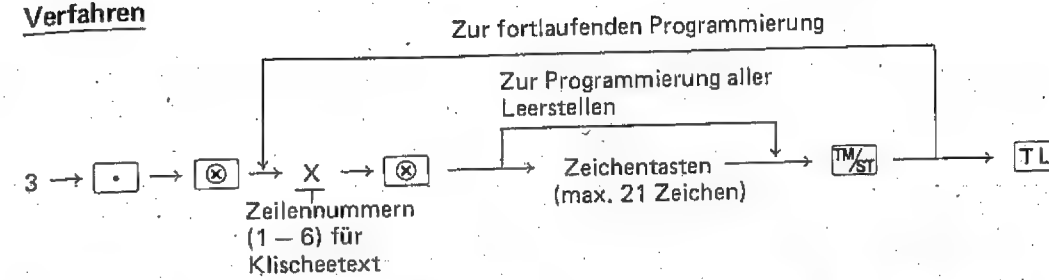 Verfahren
Zur fortlaufenden Programmierung
Zur Programmierung aller
Leerstellen
3 → [·] → [⊗] → X → [⊗] → Zeichentasten → [TM/ST] → [TL
(max. 21 Zeichen)
Zeilennummern
(1 – 6) für
Klischeetext